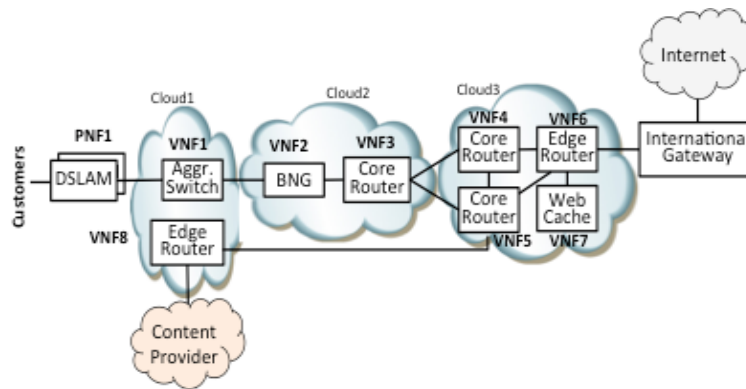 Internet
Cloud1
Cloud2
Cloud3
PNF1
VNF1
VNF2
VNF3
VNF4
VNF6
Customers
DSLAM
Aggr.
Switch
BNG
Core
Router
Core
Router
Edge
Router
International
Gateway
Core
Router
Web
Cache
VNF8
Edge
Router
VNF5
VNF7
Content
Provider